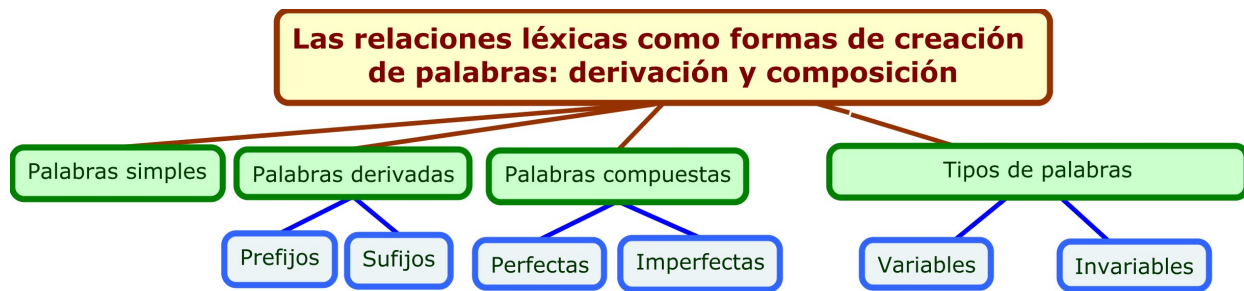 Las relaciones léxicas como formas de creación
de palabras: derivación y composición
Palabras simples
Palabras derivadas
Palabras compuestas
Tipos de palabras
Prefijos
Sufijos
Perfectas
Imperfectas
Variables
Invariables